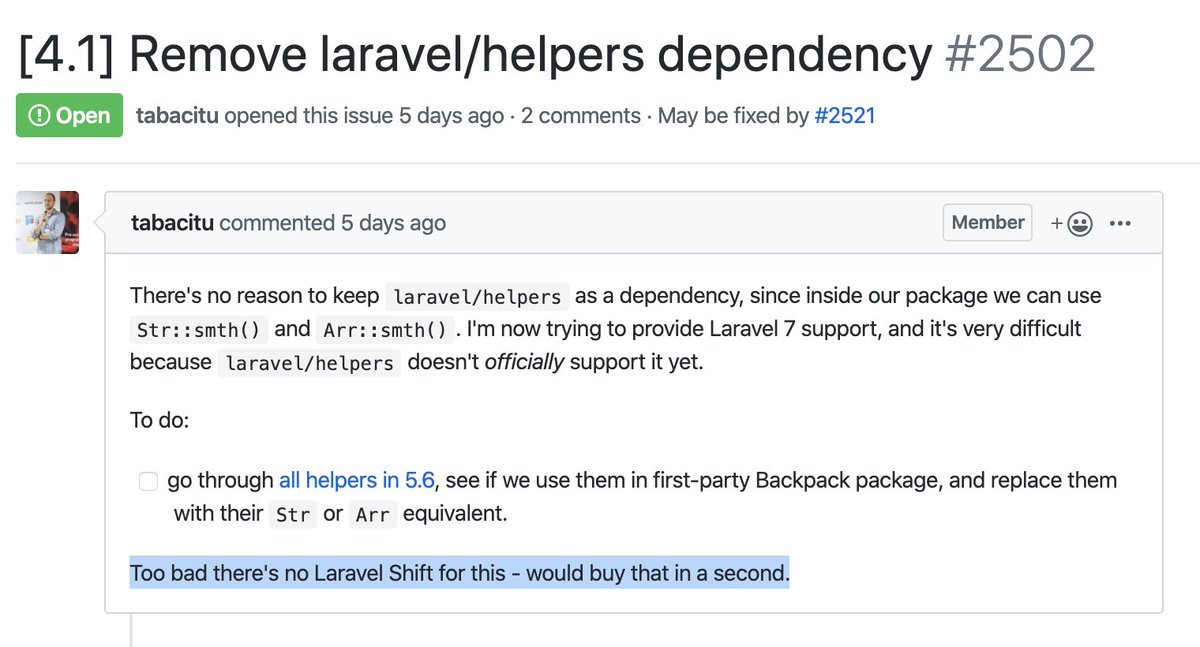 [4.1] Remove laravel/helpers dependency #2502
Open tabacitu opened this issue 5 days ago · 2 comments · May be fixed by #2521
tabacitu commented 5 days ago Member
There's no reason to keep laravel/helpers as a dependency, since inside our package we can use
Str::smth() and Arr::smth(). I'm now trying to provide Laravel 7 support, and it's very difficult
because laravel/helpers doesn't officially support it yet.
To do:
go through all helpers in 5.6, see if we use them in first-party Backpack package, and replace them
with their Str or Arr equivalent.
Too bad there's no Laravel Shift for this - would buy that in a second.